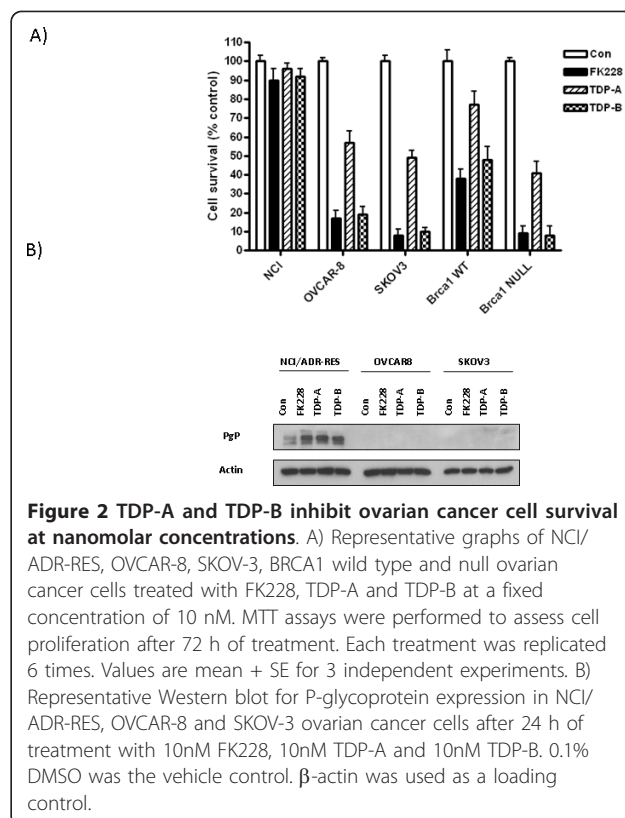 A)
Cell survival (% control)
110
100
90
80
70
60
50
40
30
20
10
0
Con
FK228
TDP-A
TDP-B
NCI
OVCAR-8
SKOV3
Brca1 WT
Brca1 NULL
B)
NCI/ADR-RES OVCAR8 SKOV3
Con FK228 TDP-A TDP-B Con FK228 TDP-A TDP-B Con FK228 TDP-A TDP-B
PgP
Actin
Figure 2 TDP-A and TDP-B inhibit ovarian cancer cell survival
at nanomolar concentrations. A) Representative graphs of NCI/
ADR-RES, OVCAR-8, SKOV-3, BRCA1 wild type and null ovarian
cancer cells treated with FK228, TDP-A and TDP-B at a fixed
concentration of 10 nM. MTT assays were performed to assess cell
proliferation after 72 h of treatment. Each treatment was replicated
6 times. Values are mean + SE for 3 independent experiments. B)
Representative Western blot for P-glycoprotein expression in NCI/
ADR-RES, OVCAR-8 and SKOV-3 ovarian cancer cells after 24 h of
treatment with 10nM FK228, 10nM TDP-A and 10nM TDP-B. 0.1%
DMSO was the vehicle control. β-actin was used as a loading
control.